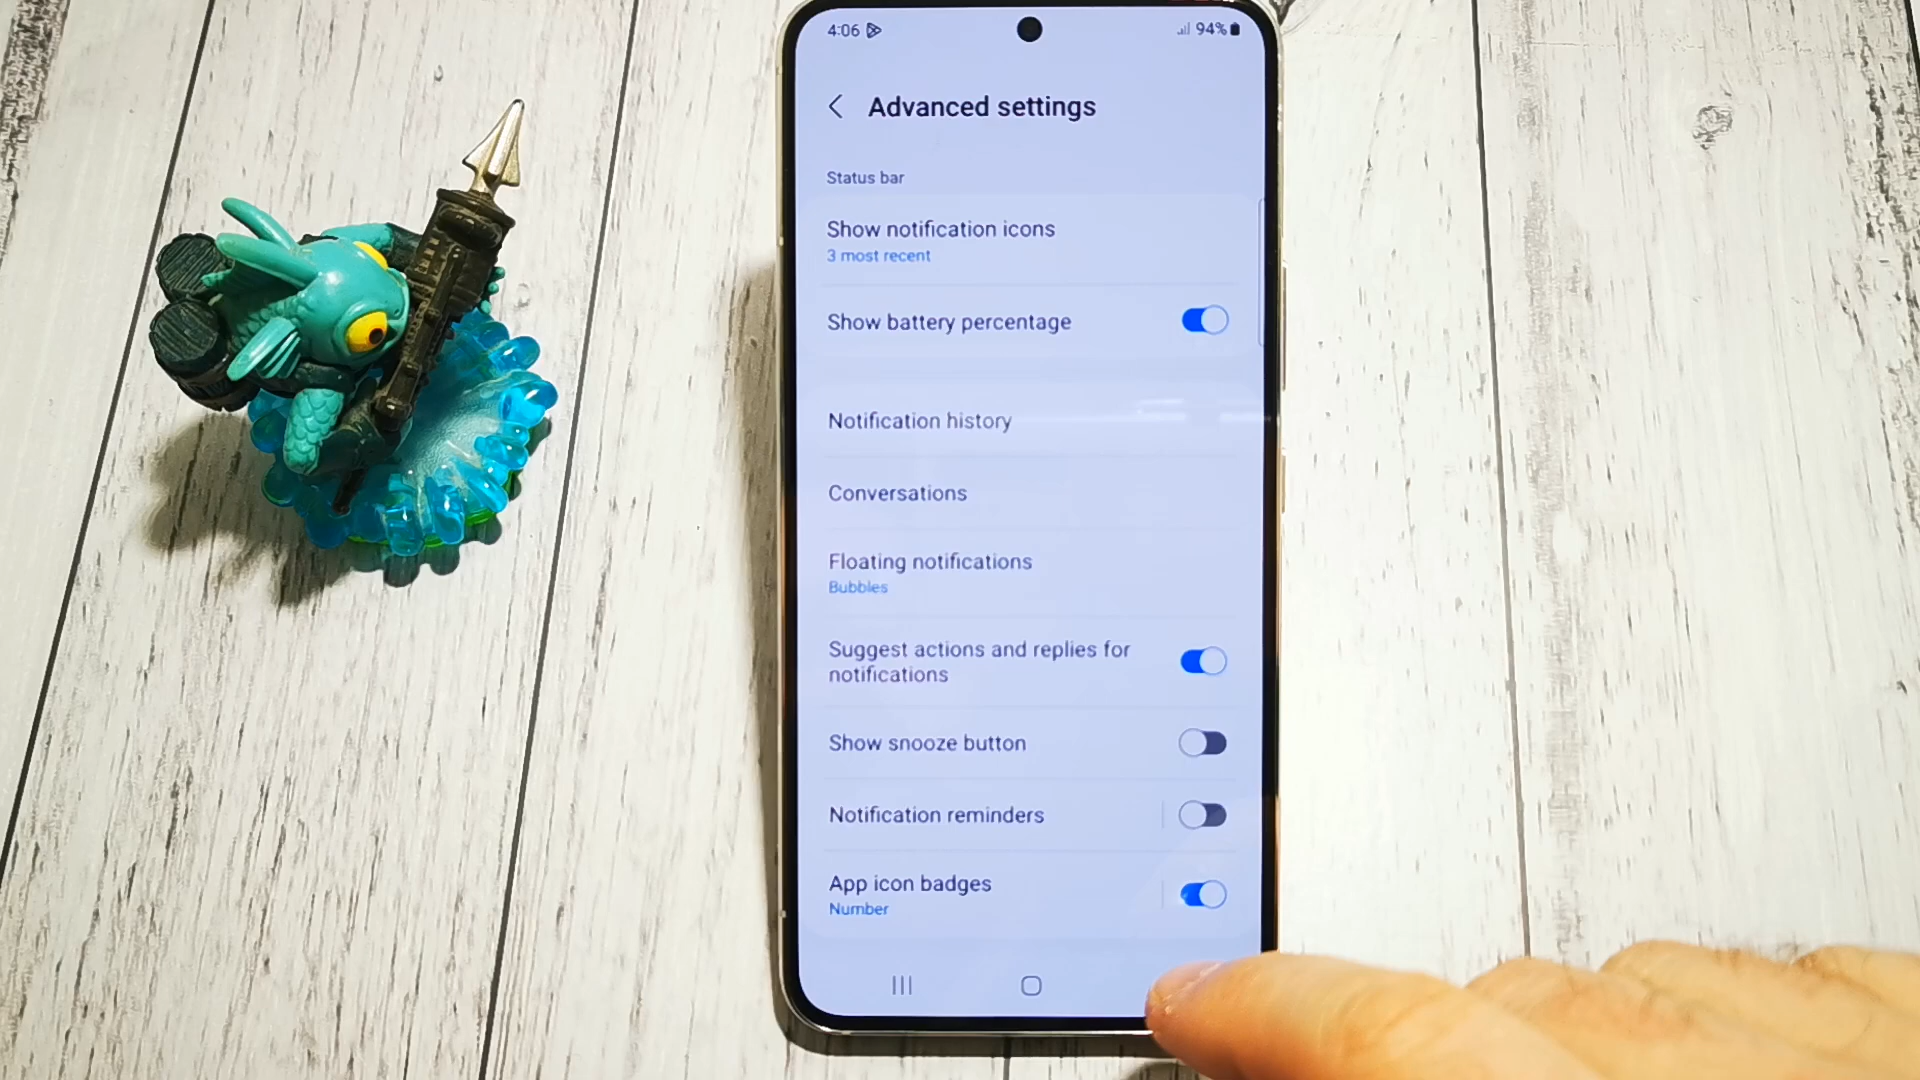 4:06 94%
Advanced settings
Status bar
Show notification icons
3 most recent
Show battery percentage
Notification history
Conversations
Floating notifications
Bubbles
Suggest actions and replies for
notifications
Show snooze button
Notification reminders
App icon badges
Number